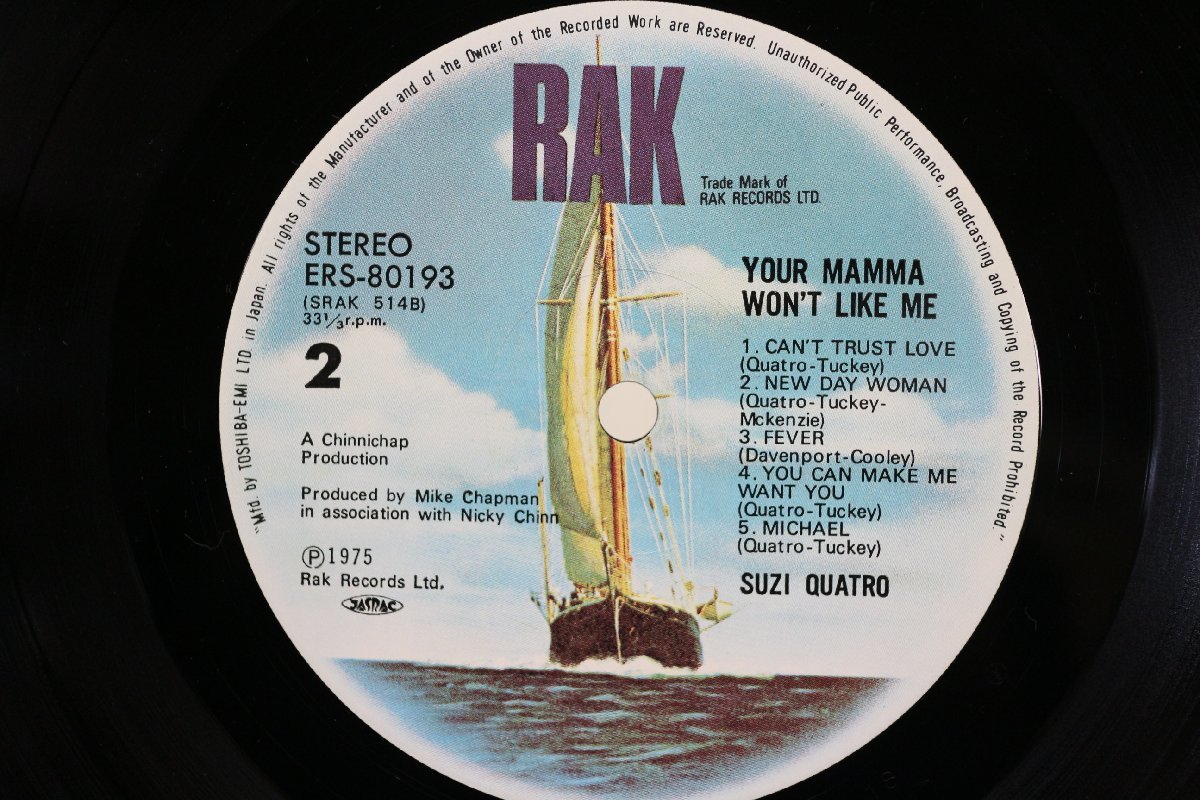 "Mfd. by TOSHIBA-EMI LTD in Japan. All rights of the Manufacturer and of the Owner of the Recorded Work are Reserved. Unauthorized Public Performance, Broadcasting and Copying of the Record Prohibited."
RAK
Trade Mark of
RAK RECORDS LTD.
STEREO
ERS-80193
(SRAK 514B)
33⅓r.p.m.
2
A Chinnichap
Production
Produced by Mike Chapman
in association with Nicky Chinn
Ⓟ1975
Rak Records Ltd.
JASRAC
YOUR MAMMA
WON'T LIKE ME
1. CAN'T TRUST LOVE
(Quatro-Tuckey)
2. NEW DAY WOMAN
(Quatro-Tuckey-
Mckenzie)
3. FEVER
(Davenport-Cooley)
4. YOU CAN MAKE ME
WANT YOU
(Quatro-Tuckey)
5. MICHAEL
(Quatro-Tuckey)
SUZI QUATRO